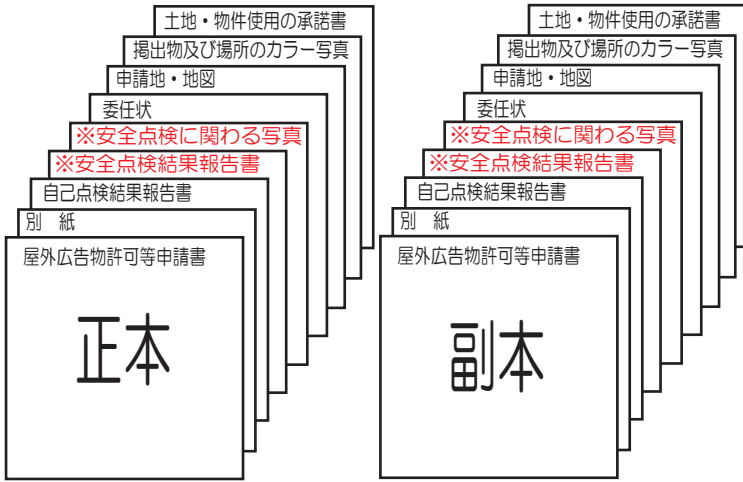 土地・物件使用の承諾書
掲出物及び場所のカラー写真
申請地・地図
委任状
※安全点検に関わる写真
※安全点検結果報告書
自己点検結果報告書
別　紙
屋外広告物許可等申請書
正本
土地・物件使用の承諾書
掲出物及び場所のカラー写真
申請地・地図
委任状
※安全点検に関わる写真
※安全点検結果報告書
自己点検結果報告書
別　紙
屋外広告物許可等申請書
副本